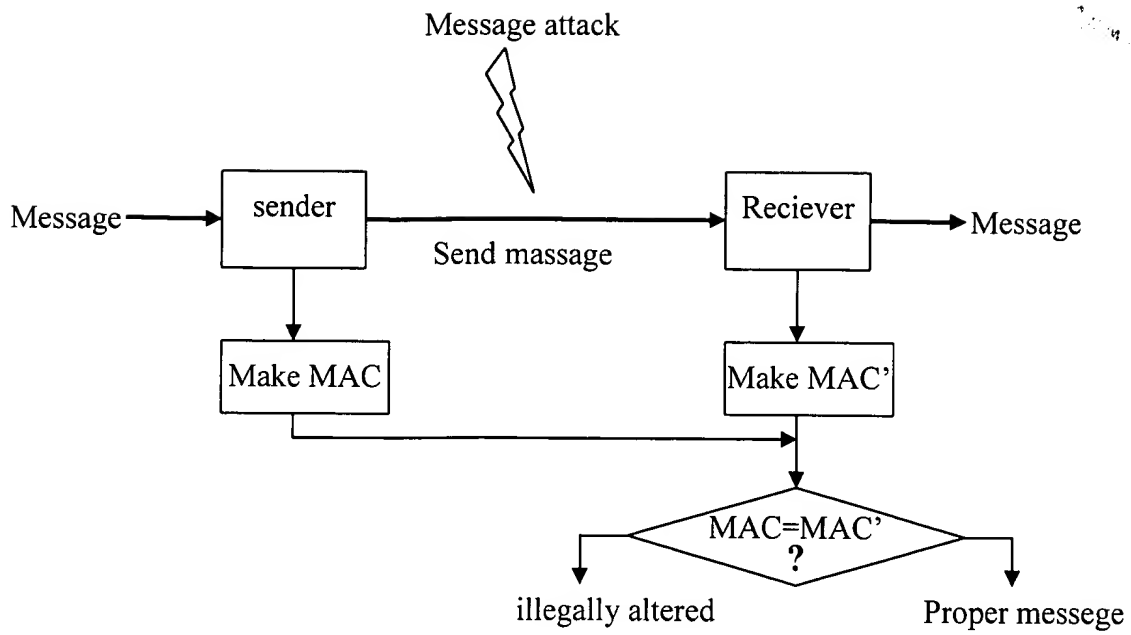 Message attack
Message
sender
Reciever
Message
Send massage
Make MAC
Make MAC’
MAC=MAC’
?
illegally altered
Proper messege